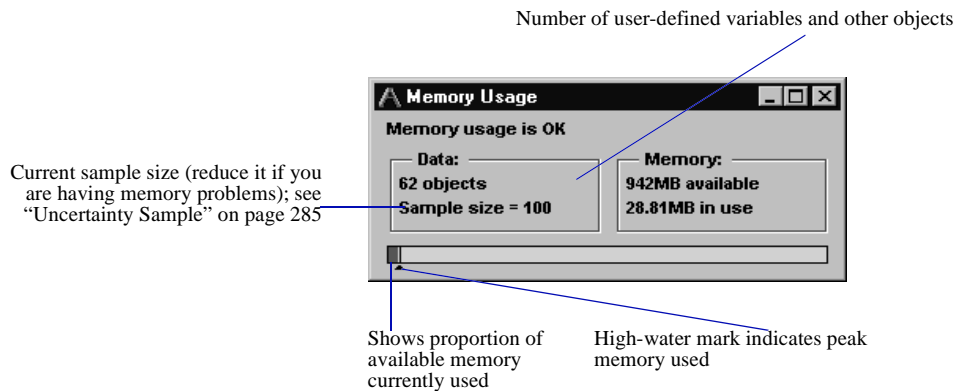 Number of user-defined variables and other objects
Memory Usage
Memory usage is OK
Data:
62 objects
Sample size = 100
Memory:
942MB available
28.81MB in use
Current sample size (reduce it if you
are having memory problems); see
“Uncertainty Sample” on page 285
Shows proportion of
available memory
currently used
High-water mark indicates peak
memory used